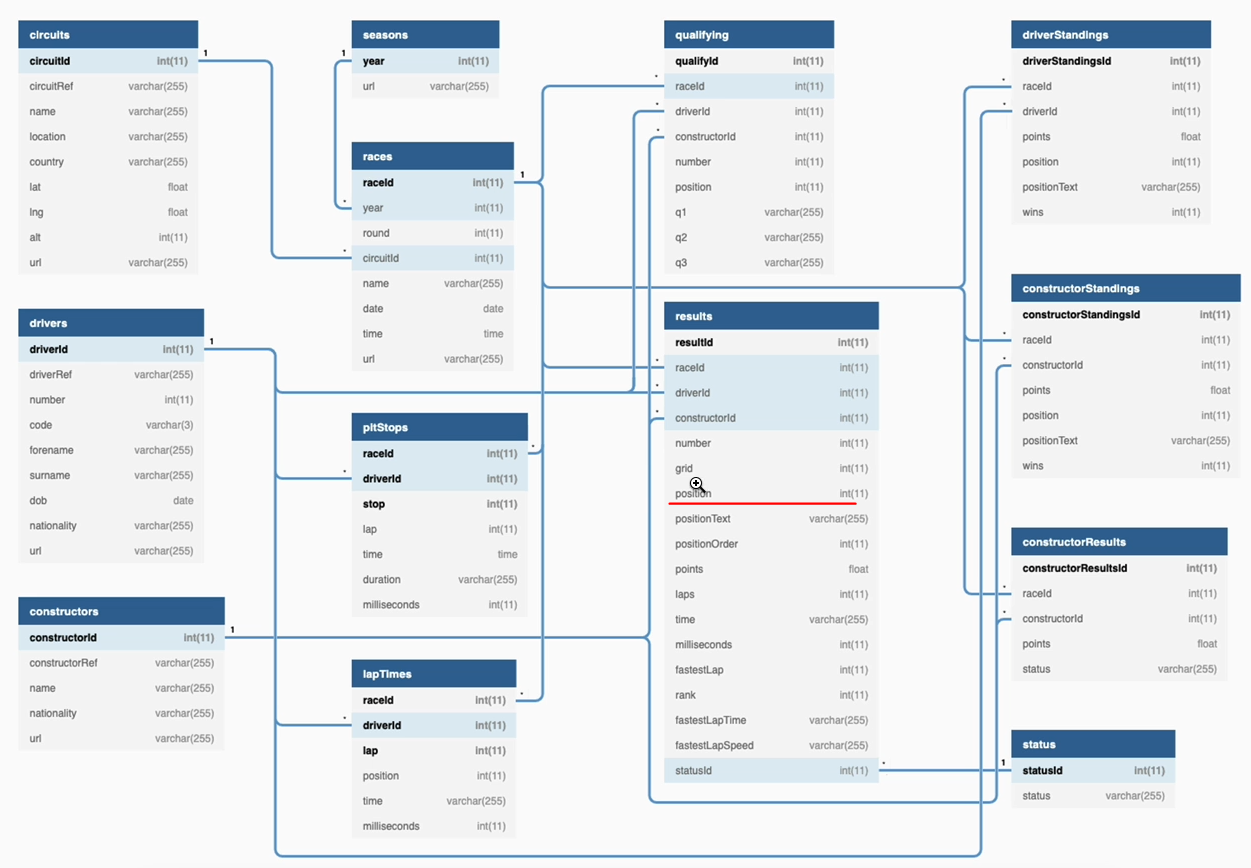 circuits
circuitId int(11)
circuitRef varchar(255)
name varchar(255)
location varchar(255)
country varchar(255)
lat float
lng float
alt int(11)
url varchar(255)
1
drivers
driverId int(11)
driverRef varchar(255)
number int(11)
code varchar(3)
forename varchar(255)
surname varchar(255)
dob date
nationality varchar(255)
url varchar(255)
1
constructors
constructorId int(11)
constructorRef varchar(255)
name varchar(255)
nationality varchar(255)
url varchar(255)
1
seasons
year int(11)
url varchar(255)
1
races
raceId int(11)
year int(11)
round int(11)
circuitId int(11)
name varchar(255)
date date
time time
url varchar(255)
1
pitStops
raceId int(11)
driverId int(11)
stop int(11)
lap int(11)
time time
duration varchar(255)
milliseconds int(11)
lapTimes
raceId int(11)
driverId int(11)
lap int(11)
position int(11)
time varchar(255)
milliseconds int(11)
qualifying
qualifyId int(11)
raceId int(11)
driverId int(11)
constructorId int(11)
number int(11)
position int(11)
q1 varchar(255)
q2 varchar(255)
q3 varchar(255)
results
resultId int(11)
raceId int(11)
driverId int(11)
constructorId int(11)
number int(11)
grid int(11)
position int(11)
positionText varchar(255)
positionOrder int(11)
points float
laps int(11)
time varchar(255)
milliseconds int(11)
fastestLap int(11)
rank int(11)
fastestLapTime varchar(255)
fastestLapSpeed varchar(255)
statusId int(11)
driverStandings
driverStandingsId int(11)
raceId int(11)
driverId int(11)
points float
position int(11)
positionText varchar(255)
wins int(11)
constructorStandings
constructorStandingsId int(11)
raceId int(11)
constructorId int(11)
points float
position int(11)
positionText varchar(255)
wins int(11)
constructorResults
constructorResultsId int(11)
raceId int(11)
constructorId int(11)
points float
status varchar(255)
status
1
statusId int(11)
status varchar(255)